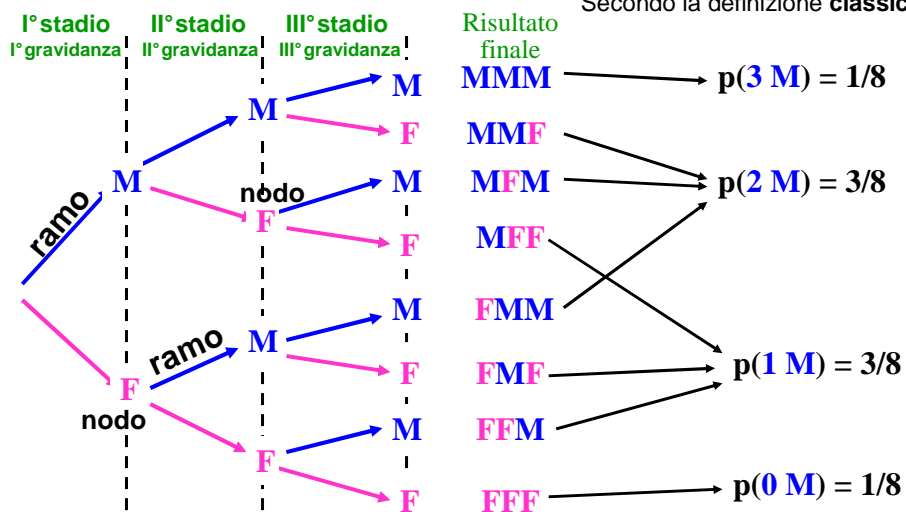 Secondo la definizione classic
I° stadio II° stadio III° stadio Risultato
I° gravidanza II° gravidanza III° gravidanza finale
M MMM p(3 M) = 1/8
M
F MMF
M nodo M MFM p(2 M) = 3/8
F
ramo F MFF
M FMM
ramo M
F FMF p(1 M) = 3/8
F
nodo M FFM
F
F FFF p(0 M) = 1/8